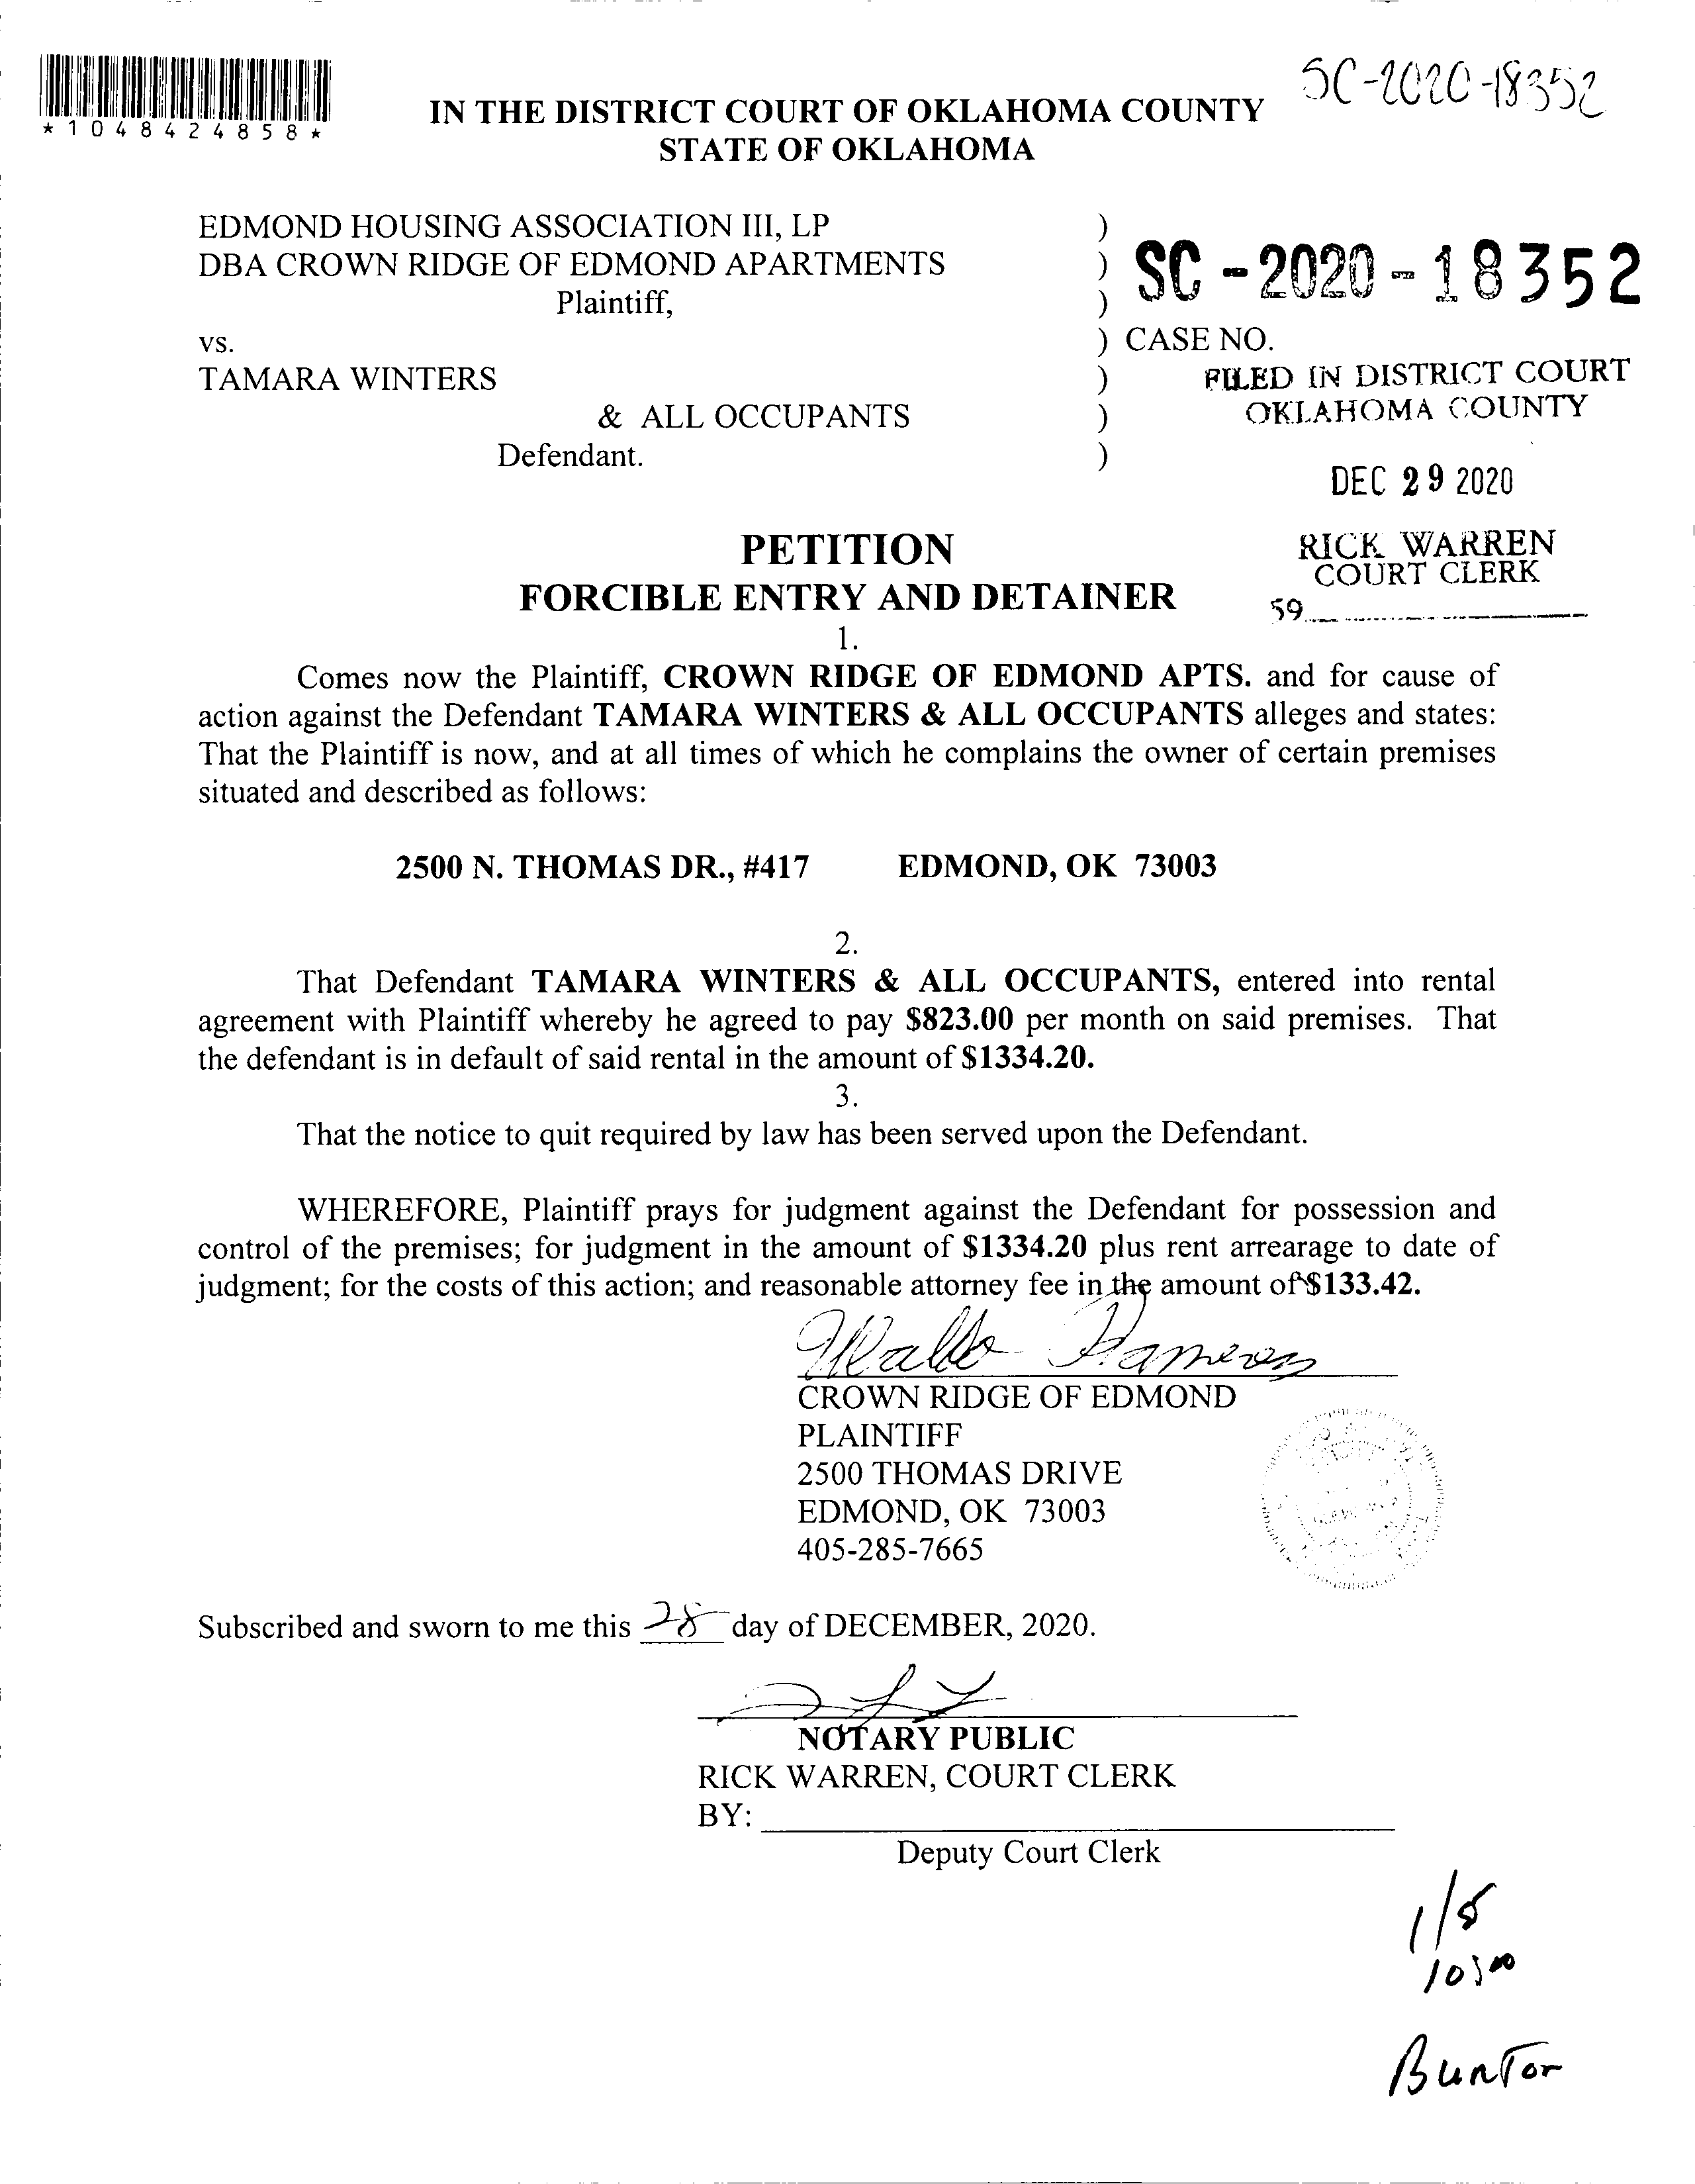 SC-2020-18352
*1048424858*
IN THE DISTRICT COURT OF OKLAHOMA COUNTY
STATE OF OKLAHOMA
EDMOND HOUSING ASSOCIATION III, LP )
DBA CROWN RIDGE OF EDMOND APARTMENTS ) SC-2020-18352
Plaintiff, )
vs. ) CASE NO.
TAMARA WINTERS ) FILED IN DISTRICT COURT
& ALL OCCUPANTS ) OKLAHOMA COUNTY
Defendant. )
DEC 29 2020
PETITION
RICK WARREN
COURT CLERK
FORCIBLE ENTRY AND DETAINER
59
1.
Comes now the Plaintiff, CROWN RIDGE OF EDMOND APTS. and for cause of
action against the Defendant TAMARA WINTERS & ALL OCCUPANTS alleges and states:
That the Plaintiff is now, and at all times of which he complains the owner of certain premises
situated and described as follows:
2500 N. THOMAS DR., #417 EDMOND, OK 73003
2.
That Defendant TAMARA WINTERS & ALL OCCUPANTS, entered into rental
agreement with Plaintiff whereby he agreed to pay $823.00 per month on said premises. That
the defendant is in default of said rental in the amount of $1334.20.
3.
That the notice to quit required by law has been served upon the Defendant.
WHEREFORE, Plaintiff prays for judgment against the Defendant for possession and
control of the premises; for judgment in the amount of $1334.20 plus rent arrearage to date of
judgment; for the costs of this action; and reasonable attorney fee in the amount of $133.42.
CROWN RIDGE OF EDMOND
PLAINTIFF
2500 THOMAS DRIVE
EDMOND, OK 73003
405-285-7665
Subscribed and sworn to me this 28 day of DECEMBER, 2020.
NOTARY PUBLIC
RICK WARREN, COURT CLERK
BY:
Deputy Court Clerk
1/5
10:00
Bunton